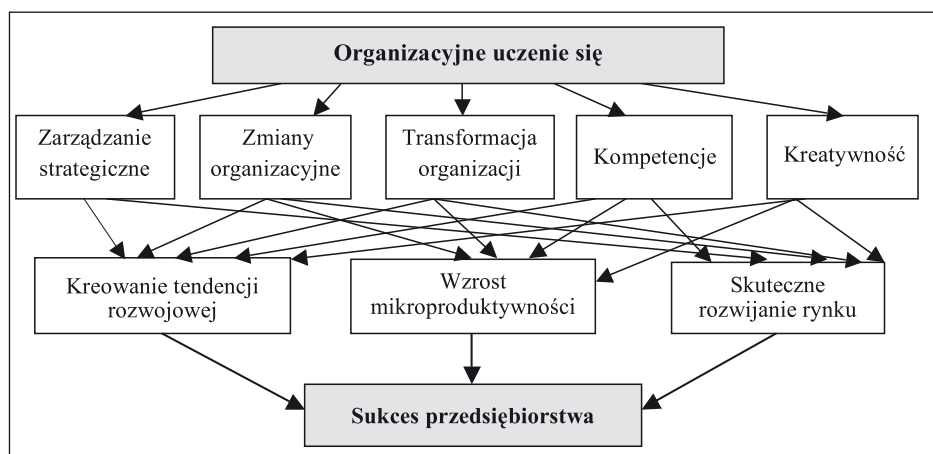 Organizacyjne uczenie się
Zarządzanie
strategiczne
Zmiany
organizacyjne
Transformacja
organizacji
Kompetencje
Kreatywność
Kreowanie tendencji
rozwojowej
Wzrost
mikroproduktywności
Skuteczne
rozwijanie rynku
Sukces przedsiębiorstwa